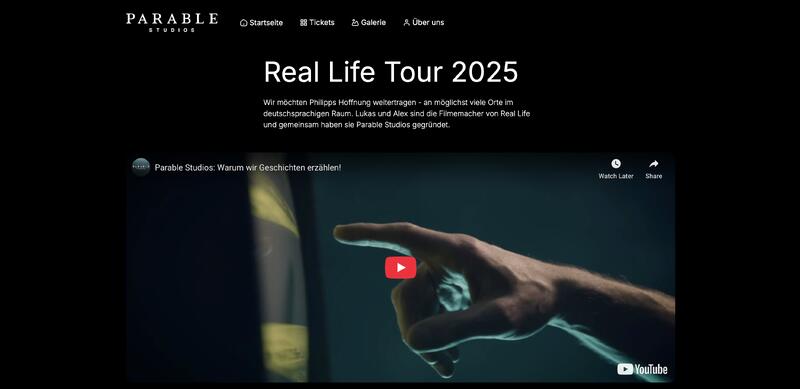 PARABLE
STUDIOS
Startseite
Tickets
Galerie
Über uns
Real Life Tour 2025
Wir möchten Philipps Hoffnung weitertragen - an möglichst viele Orte im
deutschsprachigen Raum. Lukas und Alex sind die Filmemacher von Real Life
und gemeinsam haben sie Parable Studios gegründet.
Parable Studios: Warum wir Geschichten erzählen!
Watch Later
Share
YouTube